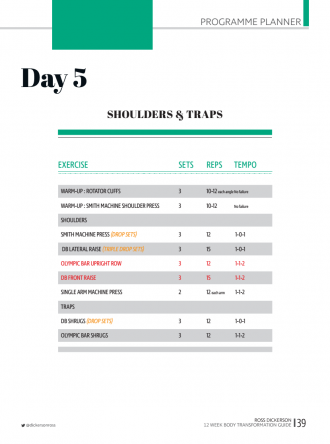 PROGRAMME PLANNER
Day 5
SHOULDERS & TRAPS
EXERCISE SETS REPS TEMPO
WARM-UP : ROTATOR CUFFS 3 10-12 each angle No failure
WARM-UP : SMITH MACHINE SHOULDER PRESS 3 10-12 No failure
SHOULDERS
SMITH MACHINE PRESS (DROP SETS) 3 12 1-0-1
DB LATERAL RAISE (TRIPLE DROP SETS) 3 15 1-0-1
OLYMPIC BAR UPRIGHT ROW 3 12 1-1-2
DB FRONT RAISE 3 15 1-1-2
SINGLE ARM MACHINE PRESS 2 12 each arm 1-1-2
TRAPS
DB SHRUGS (DROP SETS) 3 12 1-0-1
OLYMPIC BAR SHRUGS 3 12 1-1-2
@dickersonross
ROSS DICKERSON
12 WEEK BODY TRANSFORMATION GUIDE
39